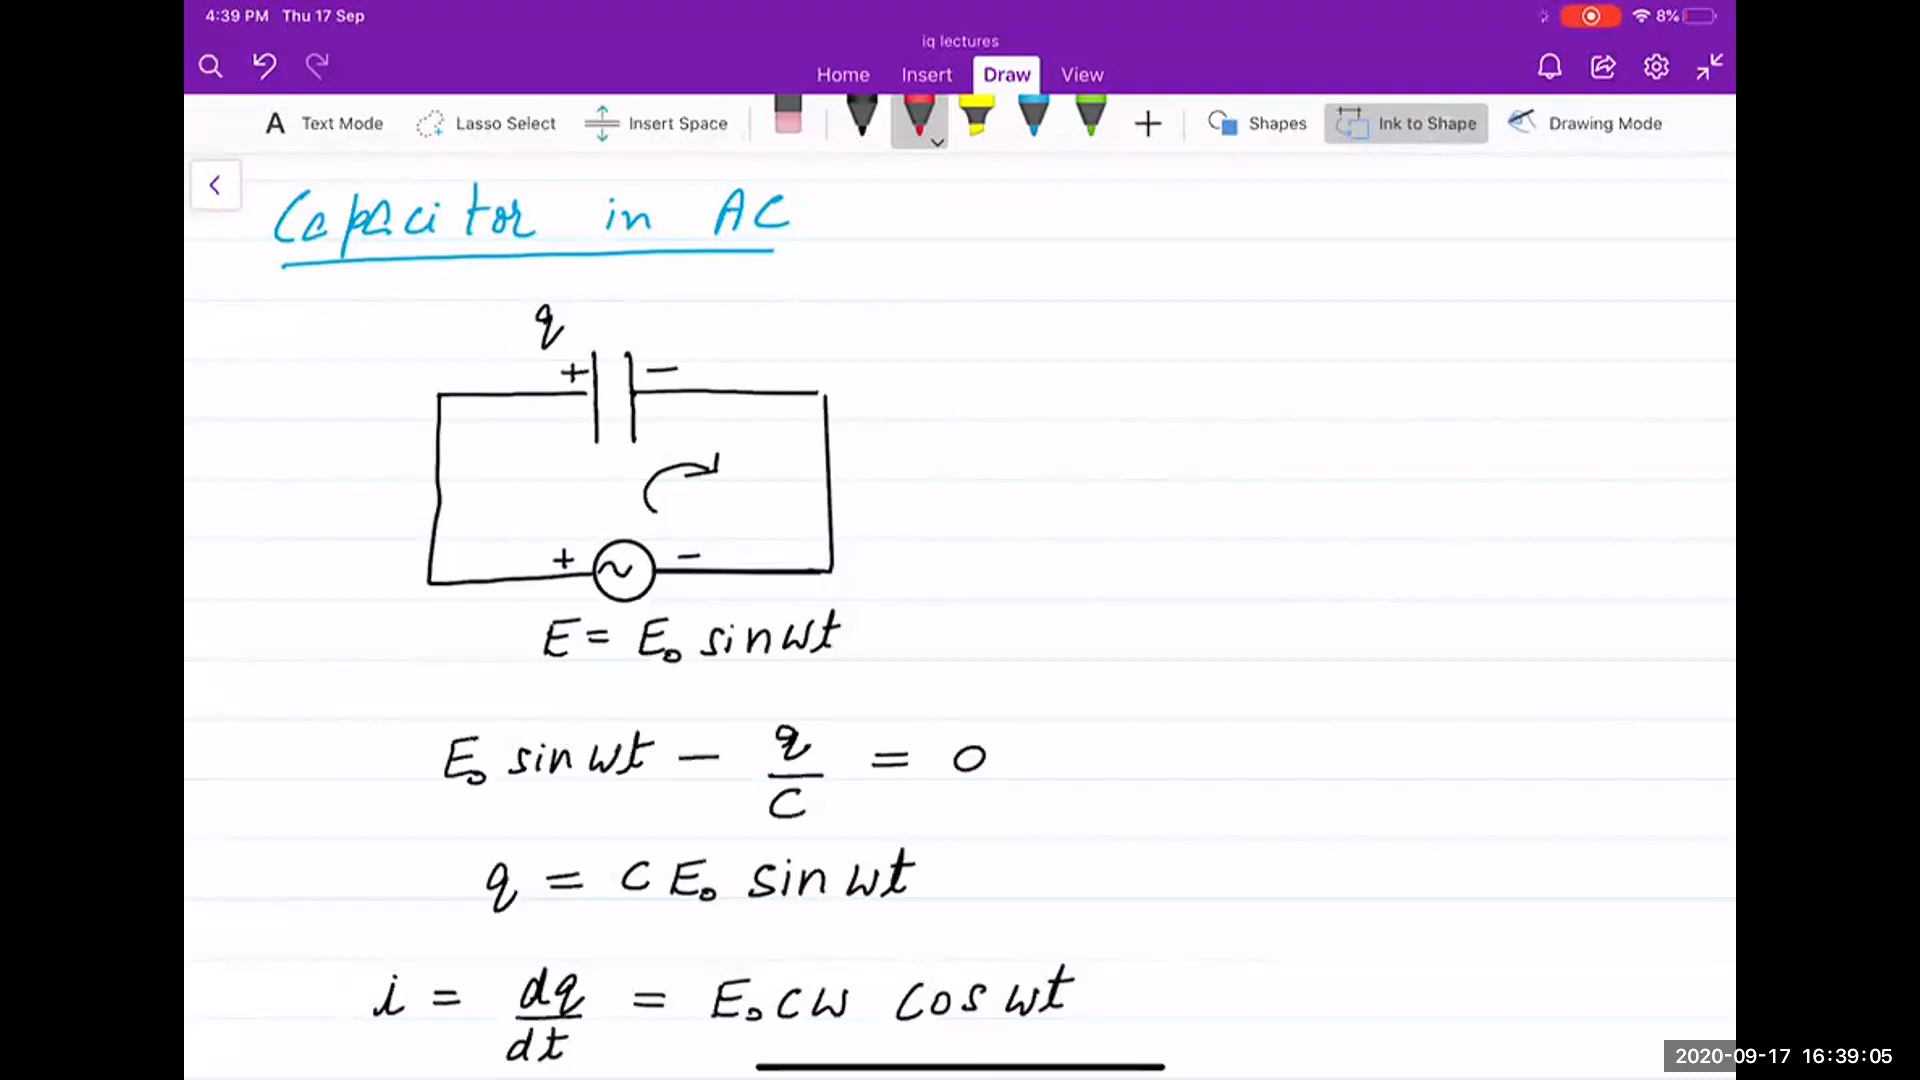 4:39 PM Thu 17 Sep
8%
iq lectures
Home Insert Draw View
A Text Mode Lasso Select Insert Space Shapes Ink to Shape Drawing Mode
Capacitor in AC
q
+ −
+ ~ −
E = E₀ sin ωt
E₀ sin ωt − q/C = 0
q = C E₀ sin ωt
i = dq/dt = E₀ C ω cos ωt
2020-09-17 16:39:05